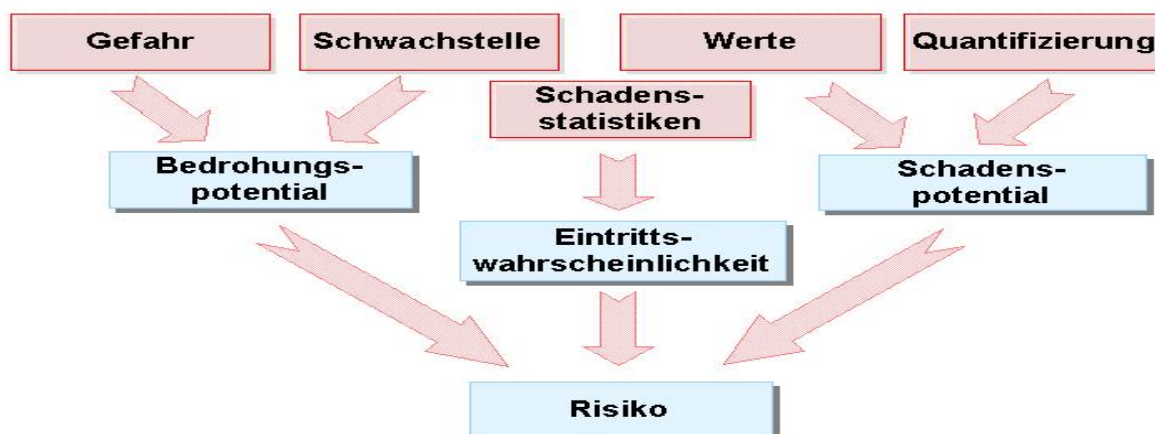 Gefahr
Schwachstelle
Werte
Quantifizierung
Schadens-
statistiken
Bedrohungs-
potential
Schadens-
potential
Eintritts-
wahrscheinlichkeit
Risiko